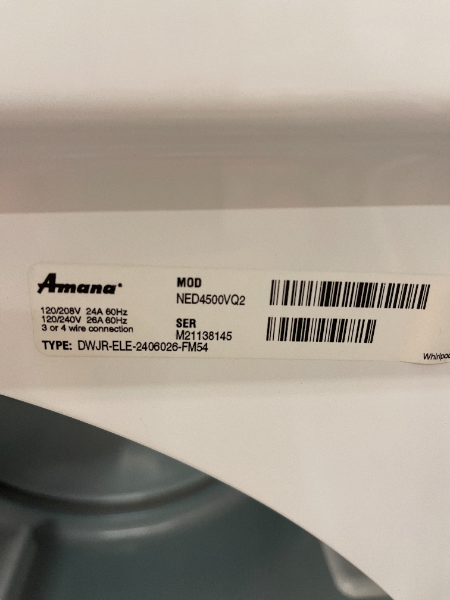 Amana
MOD
NED4500VQ2
120/208V 24A 60Hz
120/240V 26A 60Hz
3 or 4 wire connection
SER
M21138145
TYPE: DWJR-ELE-2406026-FM54